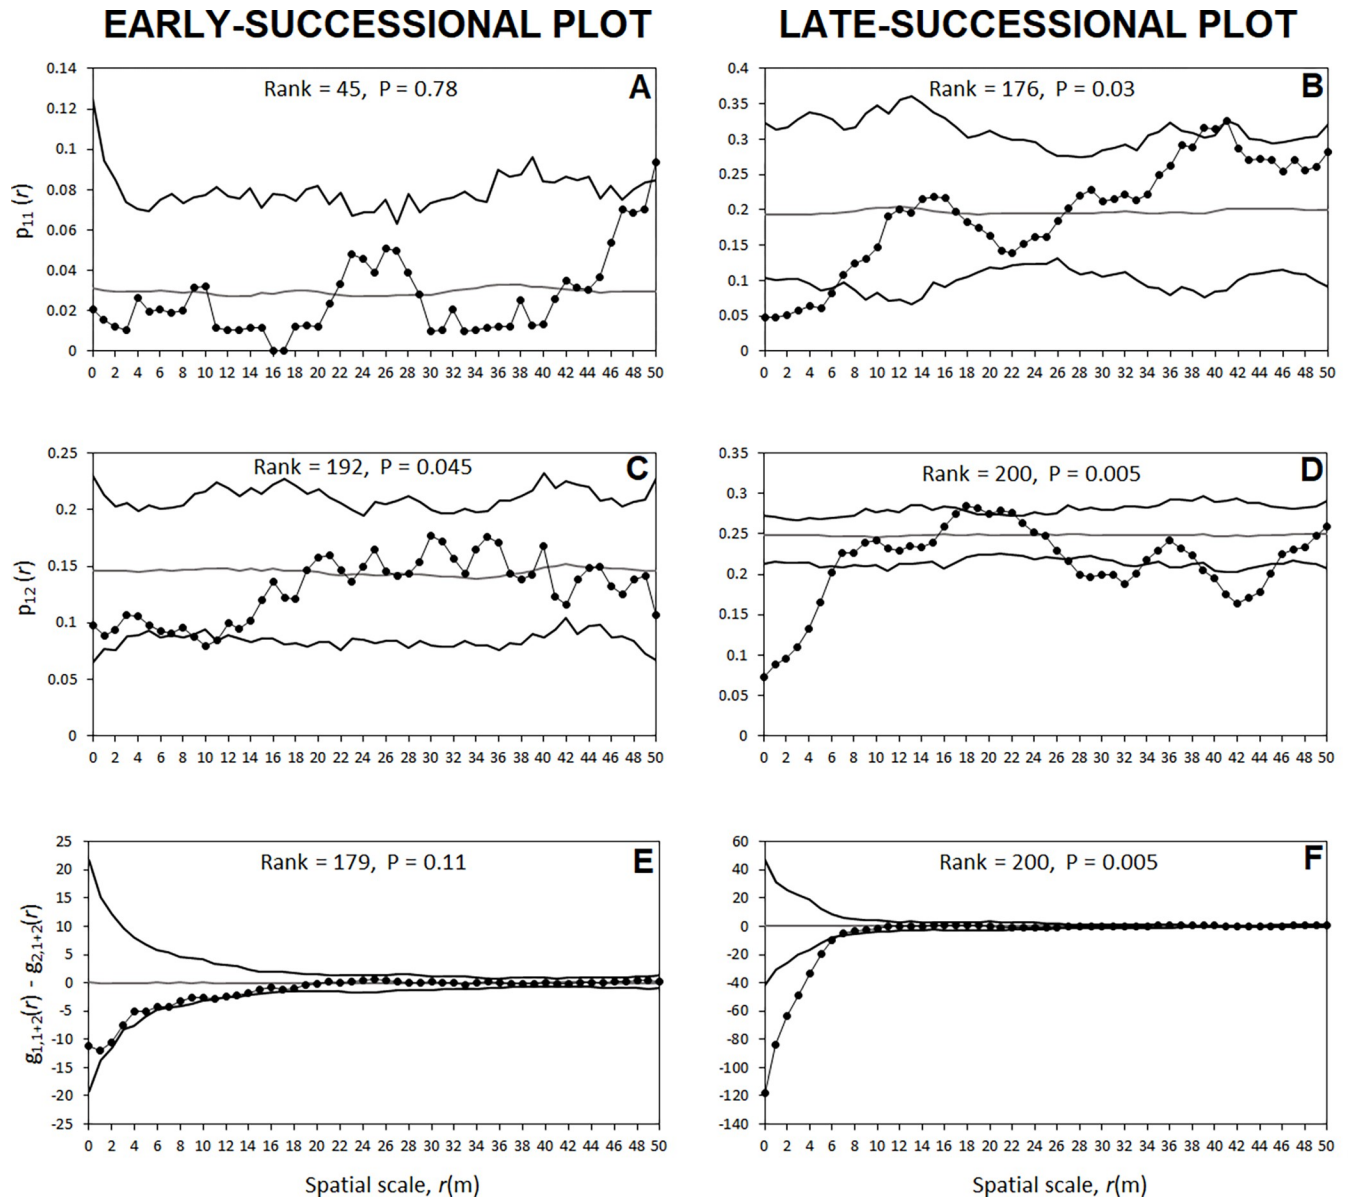 EARLY-SUCCESSIONAL PLOT LATE-SUCCESSIONAL PLOT
Rank = 45, P = 0.78 A
p11 (r)
0.14
0.12
0.1
0.08
0.06
0.04
0.02
0
0 2 4 6 8 10 12 14 16 18 20 22 24 26 28 30 32 34 36 38 40 42 44 46 48 50
Rank = 176, P = 0.03 B
0.4
0.35
0.3
0.25
0.2
0.15
0.1
0.05
0
0 2 4 6 8 10 12 14 16 18 20 22 24 26 28 30 32 34 36 38 40 42 44 46 48 50
Rank = 192, P = 0.045 C
p12 (r)
0.25
0.2
0.15
0.1
0.05
0
0 2 4 6 8 10 12 14 16 18 20 22 24 26 28 30 32 34 36 38 40 42 44 46 48 50
Rank = 200, P = 0.005 D
0.35
0.3
0.25
0.2
0.15
0.1
0.05
0
0 2 4 6 8 10 12 14 16 18 20 22 24 26 28 30 32 34 36 38 40 42 44 46 48 50
Rank = 179, P = 0.11 E
g1,1+2(r) - g2,1+2(r)
25
20
15
10
5
0
-5
-10
-15
-20
-25
0 2 4 6 8 10 12 14 16 18 20 22 24 26 28 30 32 34 36 38 40 42 44 46 48 50
Spatial scale, r(m)
Rank = 200, P = 0.005 F
60
40
20
0
-20
-40
-60
-80
-100
-120
-140
0 2 4 6 8 10 12 14 16 18 20 22 24 26 28 30 32 34 36 38 40 42 44 46 48 50
Spatial scale, r(m)